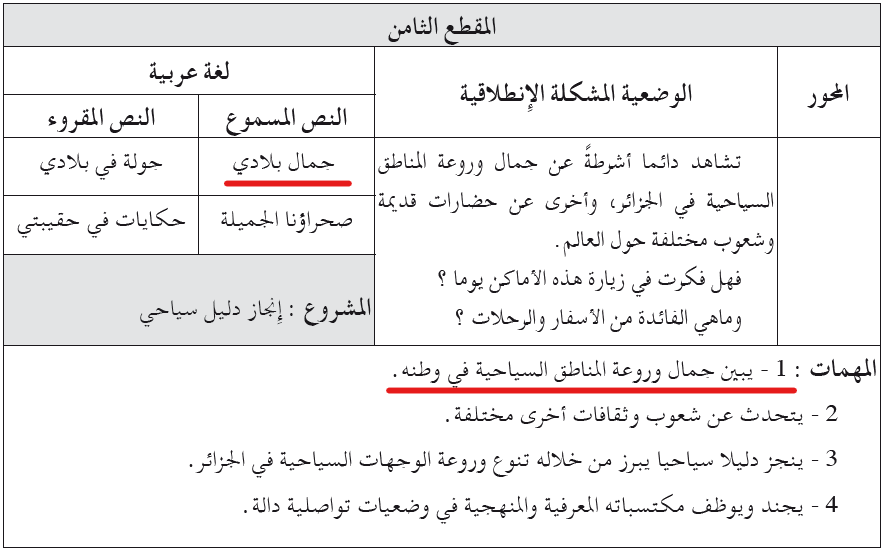 المقطع الثامن
المحور
الوضعية المشكلة الإنطلاقية
لغة عربية
النص المسموع
النص المقروء
تشاهد دائما أشرطةً عن جمال وروعة المناطق
السياحية في الجزائر، وأخرى عن حضارات قديمة
وشعوب مختلفة حول العالم.
فهل فكرت في زيارة هذه الأماكن يوما ؟
وماهي الفائدة من الأسفار والرحلات ؟
جمال بلادي
جولة في بلادي
صحراؤنا الجميلة
حكايات في حقيبتي
المشروع : إنجاز دليل سياحي
المهمات : 1 - يبين جمال وروعة المناطق السياحية في وطنه.
2 - يتحدث عن شعوب وثقافات أخرى مختلفة.
3 - ينجز دليلا سياحيا يبرز من خلاله تنوع وروعة الوجهات السياحية في الجزائر.
4 - يجند ويوظف مكتسباته المعرفية والمنهجية في وضعيات تواصلية دالة.